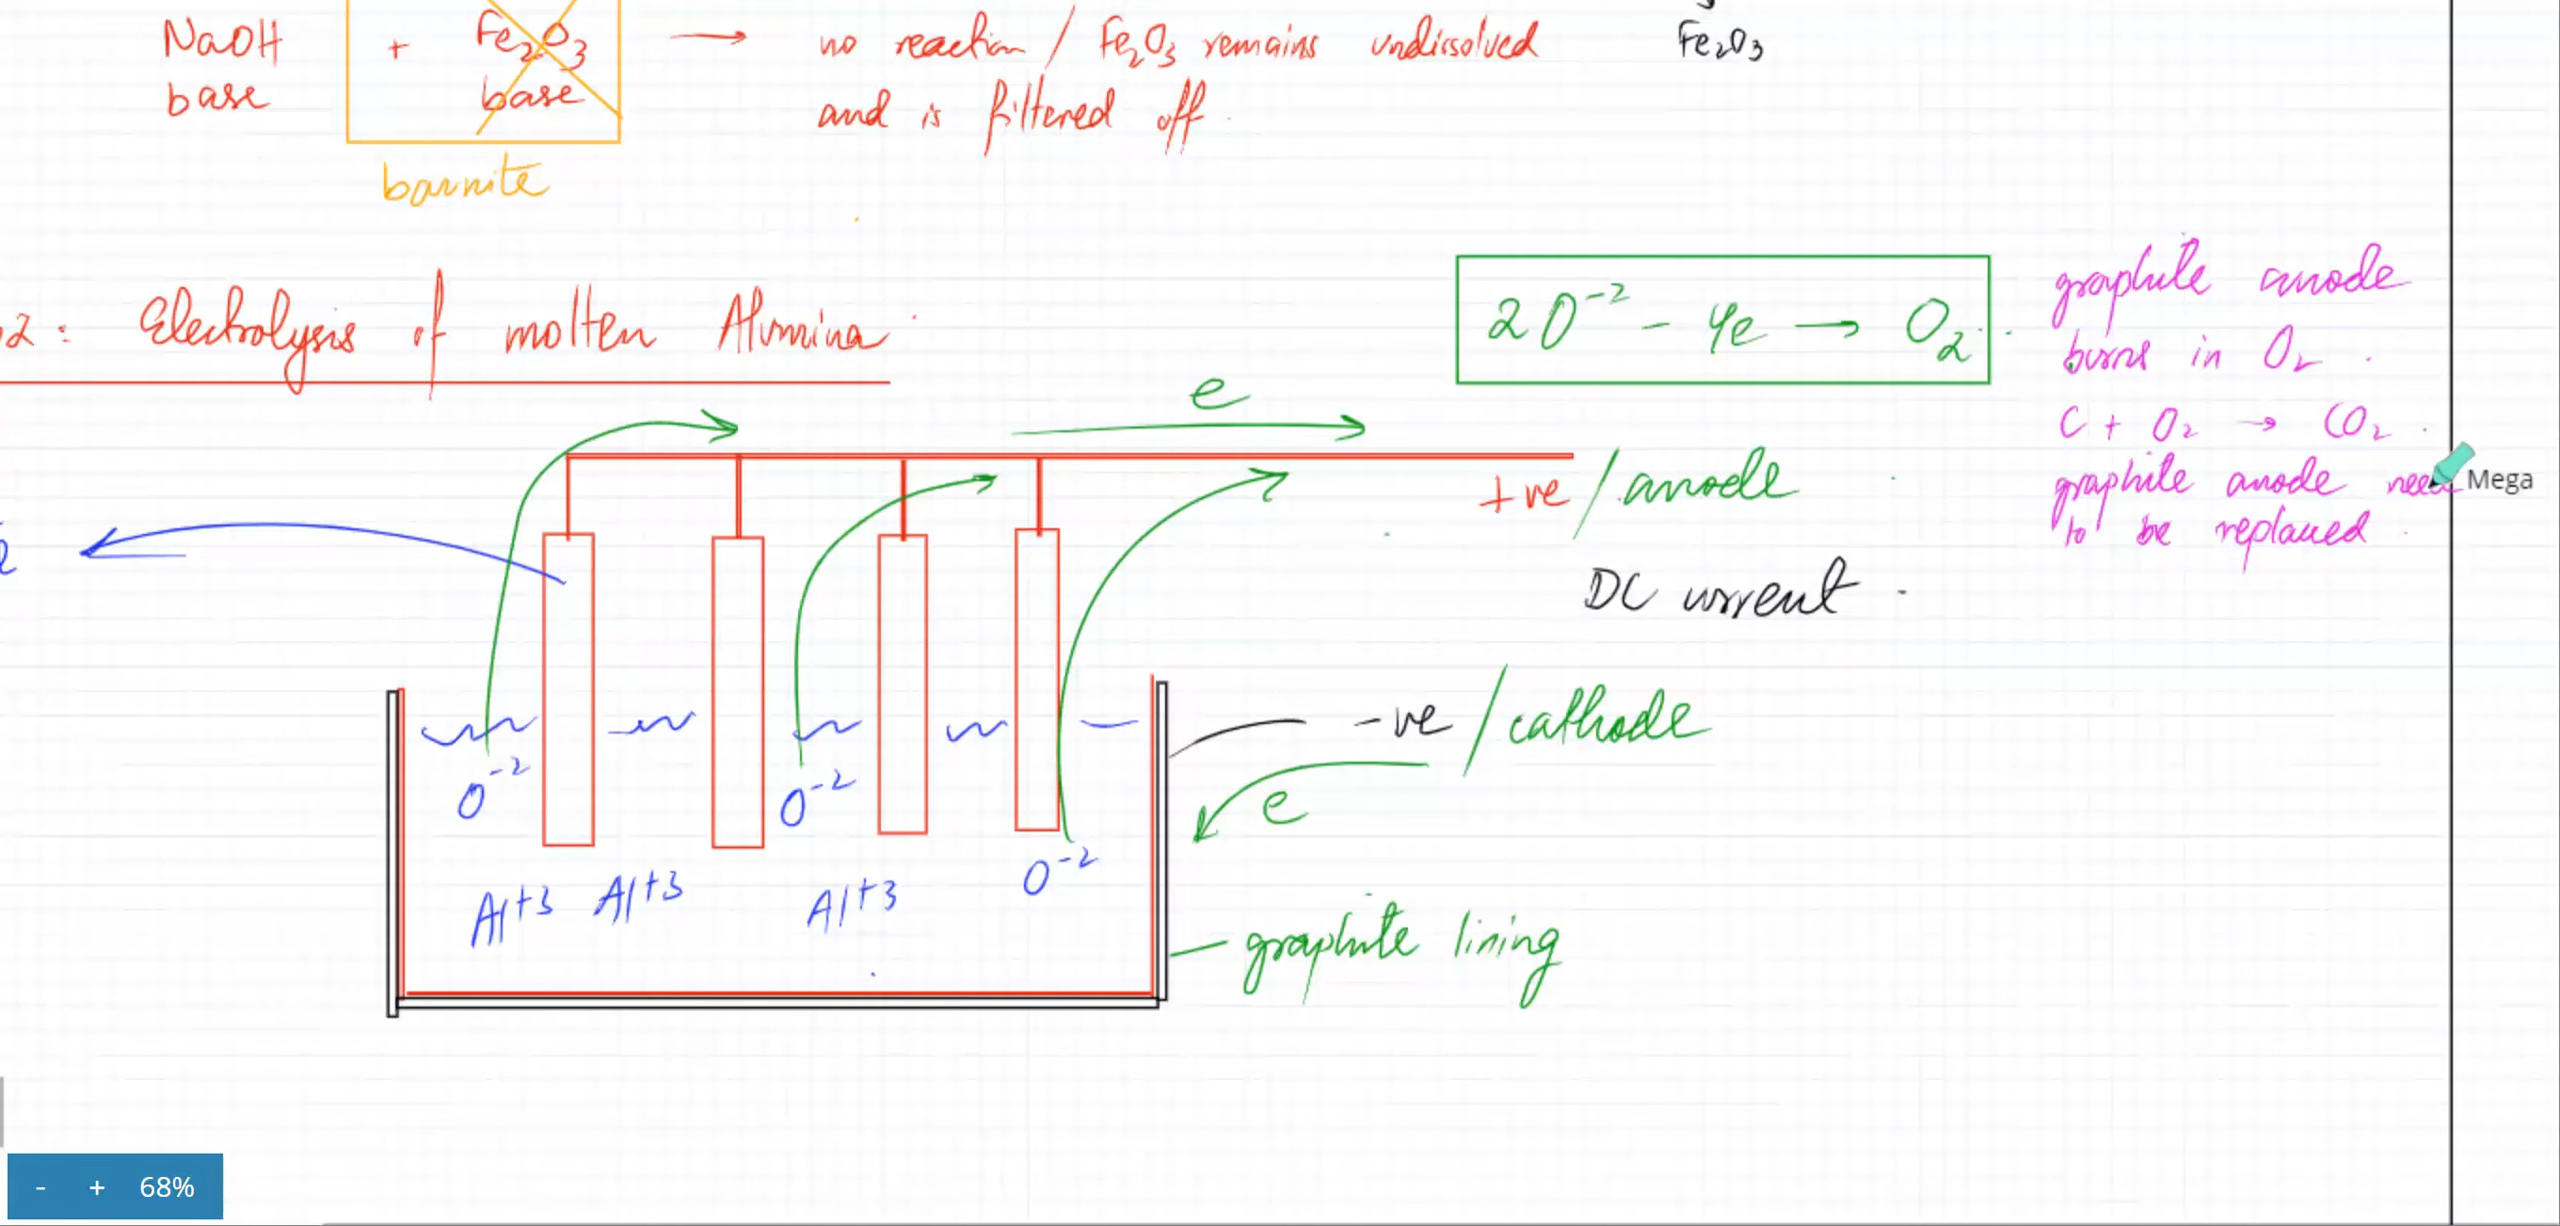 NaOH + Fe₂O₃ → no reaction / Fe₂O₃ remains undissolved
base base and is filtered off.
Fe₂O₃
bauxite
2: Electrolysis of molten Alumina
2O⁻² - 4e → O₂
graphite anode
burns in O₂.
C + O₂ → CO₂.
graphite anode need
to be replaced.
Mega
e
+ve / anode
DC current
-ve / cathode
e
O⁻² O⁻² O⁻²
Al+3 Al+3 Al+3
graphite lining
- + 68%